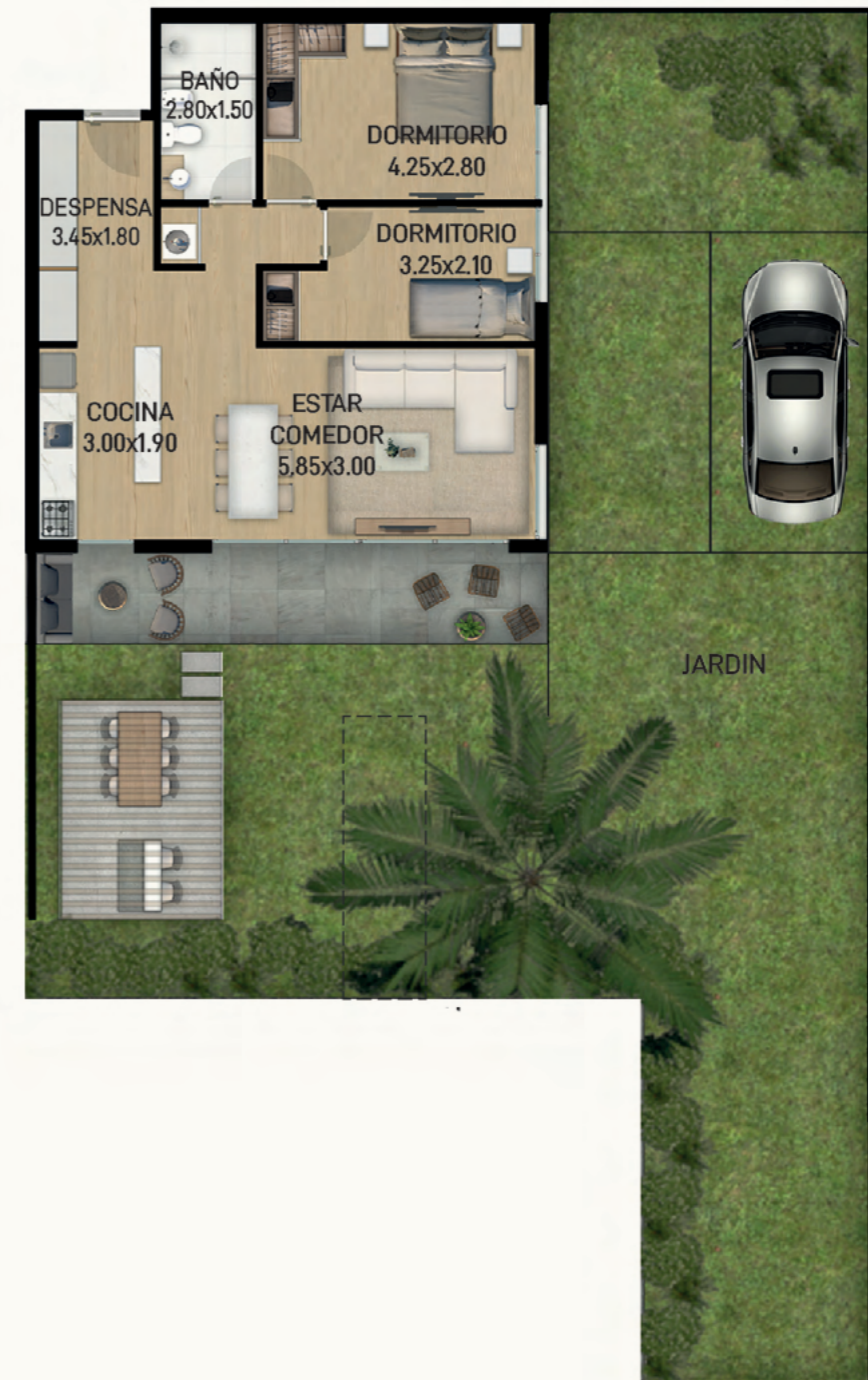 BAÑO
2.80x1.50
DORMITORIO
4.25x2.80
DESPENSA
3.45x1.80
DORMITORIO
3.25x2.10
COCINA
3.00x1.90
ESTAR
COMEDOR
5.85x3.00
JARDIN